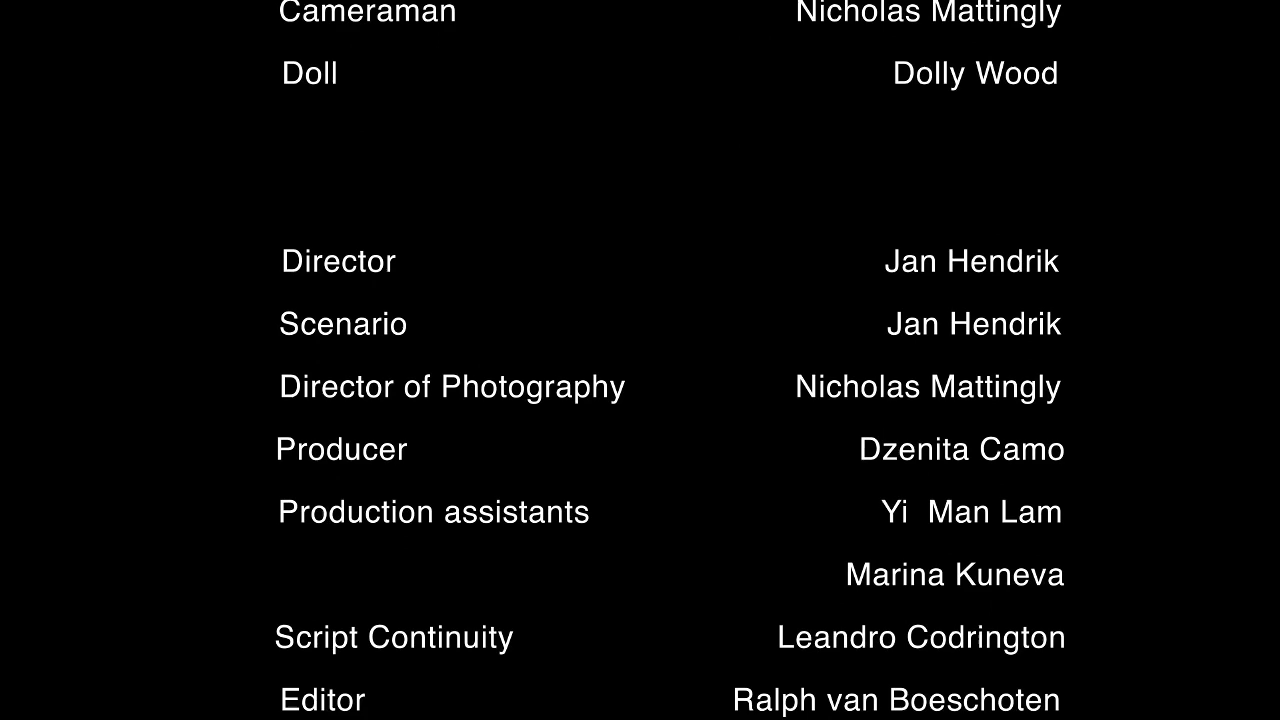 Cameraman Nicholas Mattingly
Doll Dolly Wood
Director Jan Hendrik
Scenario Jan Hendrik
Director of Photography Nicholas Mattingly
Producer Dzenita Camo
Production assistants Yi  Man Lam
Marina Kuneva
Script Continuity Leandro Codrington
Editor Ralph van Boeschoten